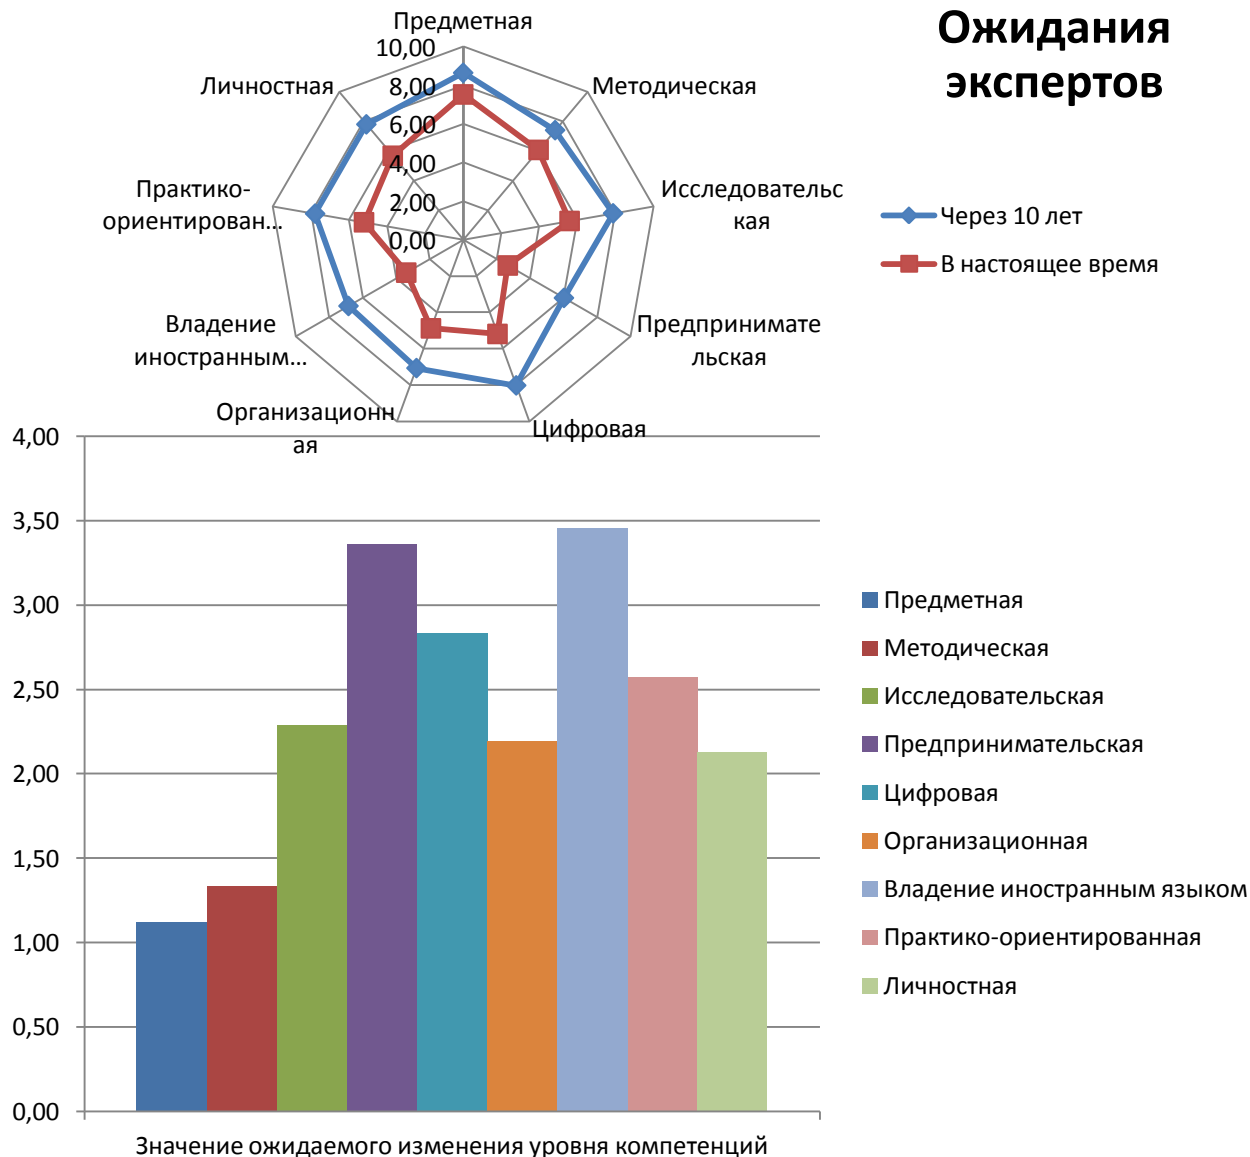 Ожидания
экспертов
Предметная
10,00
8,00
6,00
4,00
2,00
0,00
Методическая
Исследовательс
кая
Предпринимате
льская
Цифровая
Организационн
ая
Владение
иностранным...
Практико-
ориентирован...
Личностная
Через 10 лет
В настоящее время
4,00
3,50
3,00
2,50
2,00
1,50
1,00
0,50
0,00
Значение ожидаемого изменения уровня компетенций
Предметная
Методическая
Исследовательская
Предпринимательская
Цифровая
Организационная
Владение иностранным языком
Практико-ориентированная
Личностная